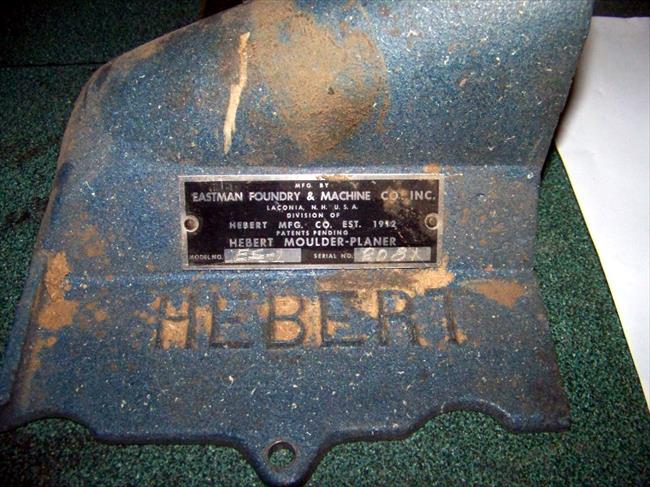 MFG. BY
EASTMAN FOUNDRY & MACHINE CO. INC.
LACONIA, N. H. U. S. A.
DIVISION OF
HEBERT MFG. CO. EST. 1912
PATENTS PENDING
HEBERT MOULDER-PLANER
MODEL NO. SERIAL NO.
HEBERT